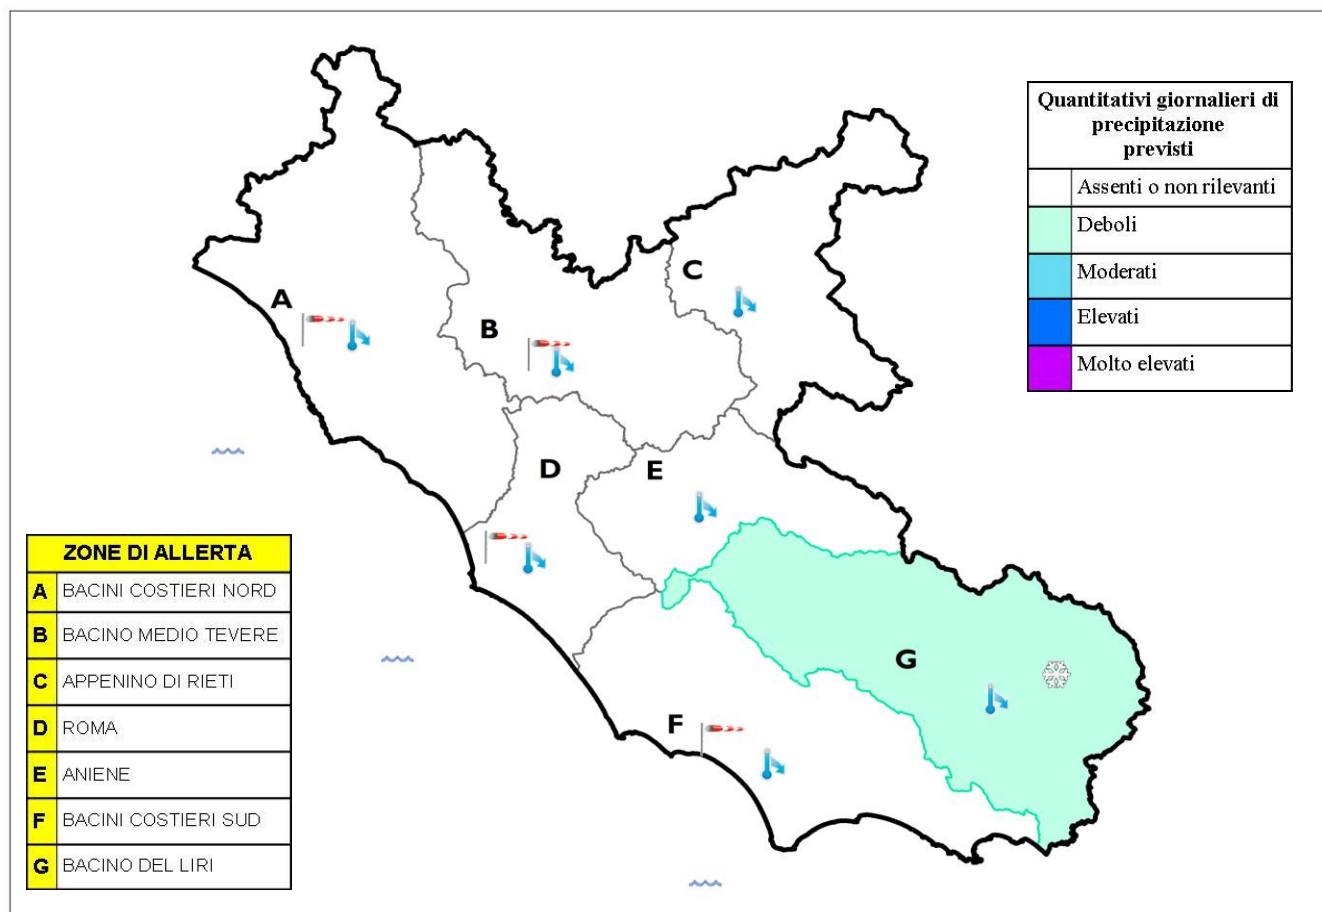 Quantitativi giornalieri di
precipitazione
previsti
Assenti o non rilevanti
Deboli
Moderati
Elevati
Molto elevati
A
B
C
D
E
F
G
ZONE DI ALLERTA
A BACINI COSTIERI NORD
B BACINO MEDIO TEVERE
C APPENINO DI RIETI
D ROMA
E ANIENE
F BACINI COSTIERI SUD
G BACINO DEL LIRI